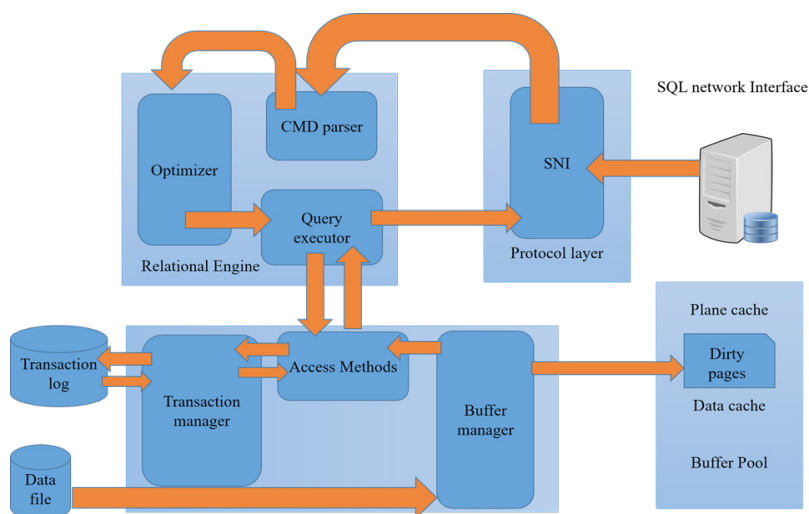 SQL network Interface
CMD parser
Optimizer
SNI
Query
executor
Relational Engine
Protocol layer
Plane cache
Transaction
log
Access Methods
Dirty
pages
Transaction
manager
Buffer
manager
Data cache
Buffer Pool
Data
file